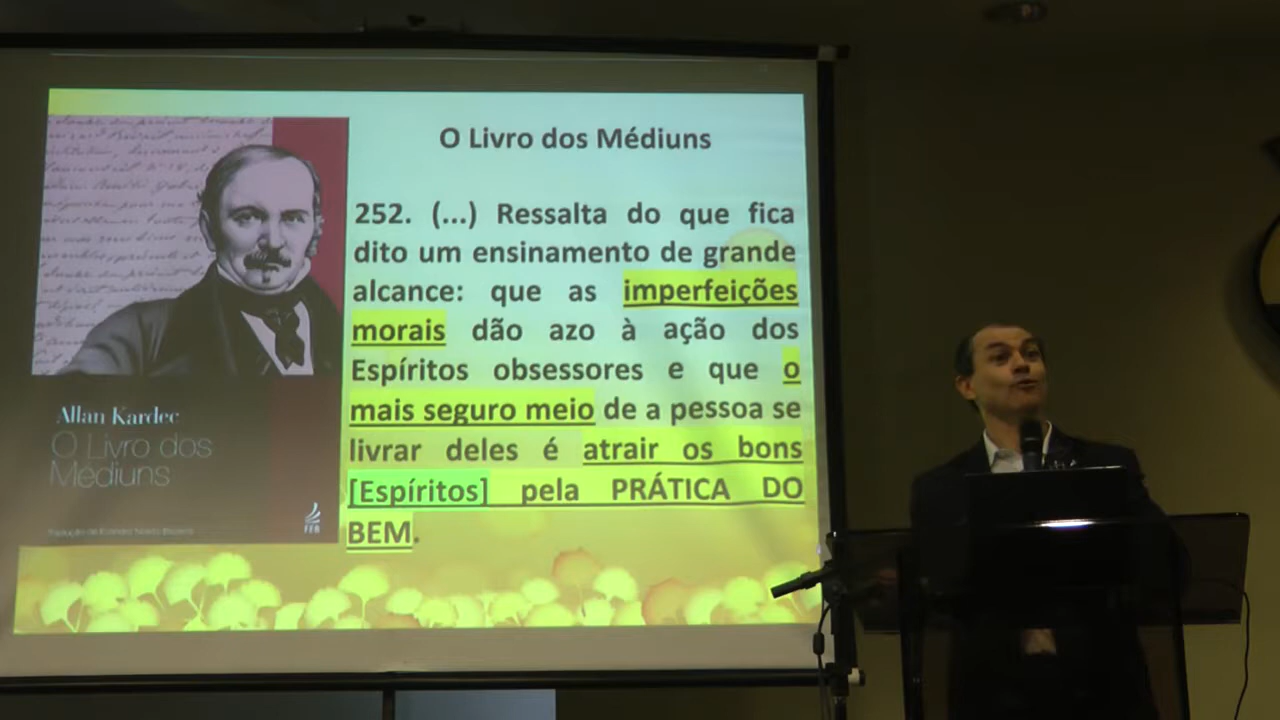 O Livro dos Médiuns
252. (...) Ressalta do que fica
dito um ensinamento de grande
alcance: que as imperfeições
morais dão azo à ação dos
Espíritos obsessores e que o
mais seguro meio de a pessoa se
livrar deles é atrair os bons
[Espíritos] pela PRÁTICA DO
BEM.
Allan Kardec
O Livro dos
Médiuns
FEB